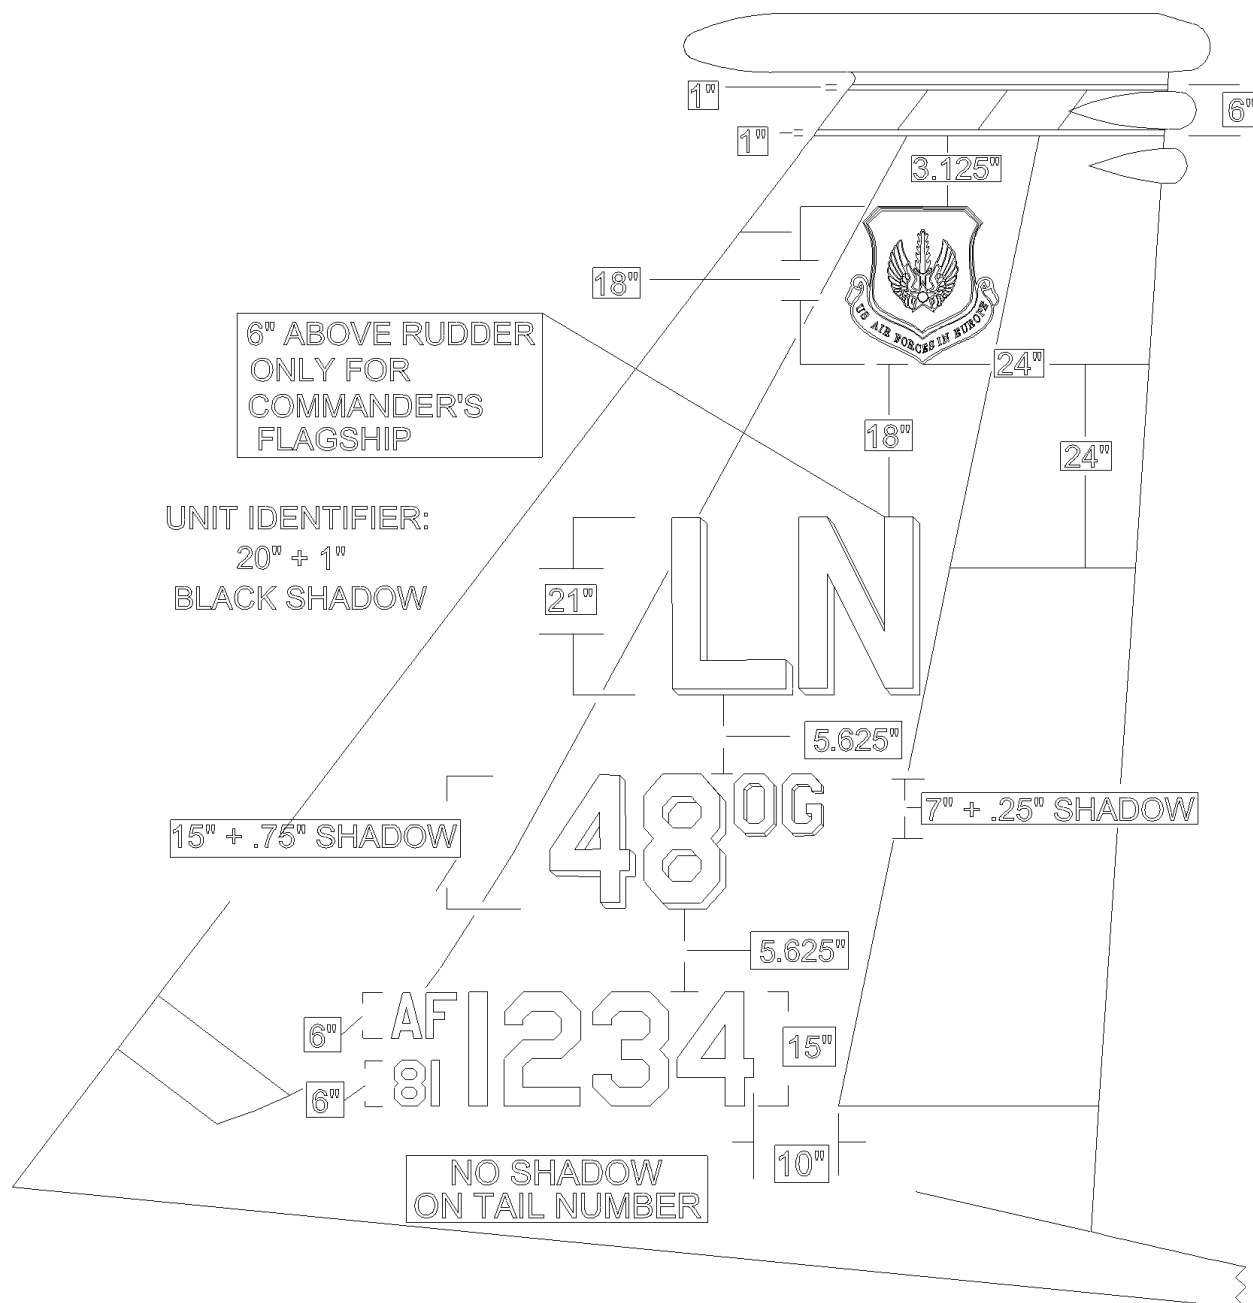 1"
6"
1"
3.125"
18"
US AIR FORCES IN EUROPE
6" ABOVE RUDDER
ONLY FOR
COMMANDER'S
FLAGSHIP
24"
18"
24"
UNIT IDENTIFIER:
20" + 1"
BLACK SHADOW
LN
21"
5.625"
48 OG
7" + .25" SHADOW
15" + .75" SHADOW
5.625"
AF
81
1234
6"
15"
6"
10"
NO SHADOW
ON TAIL NUMBER